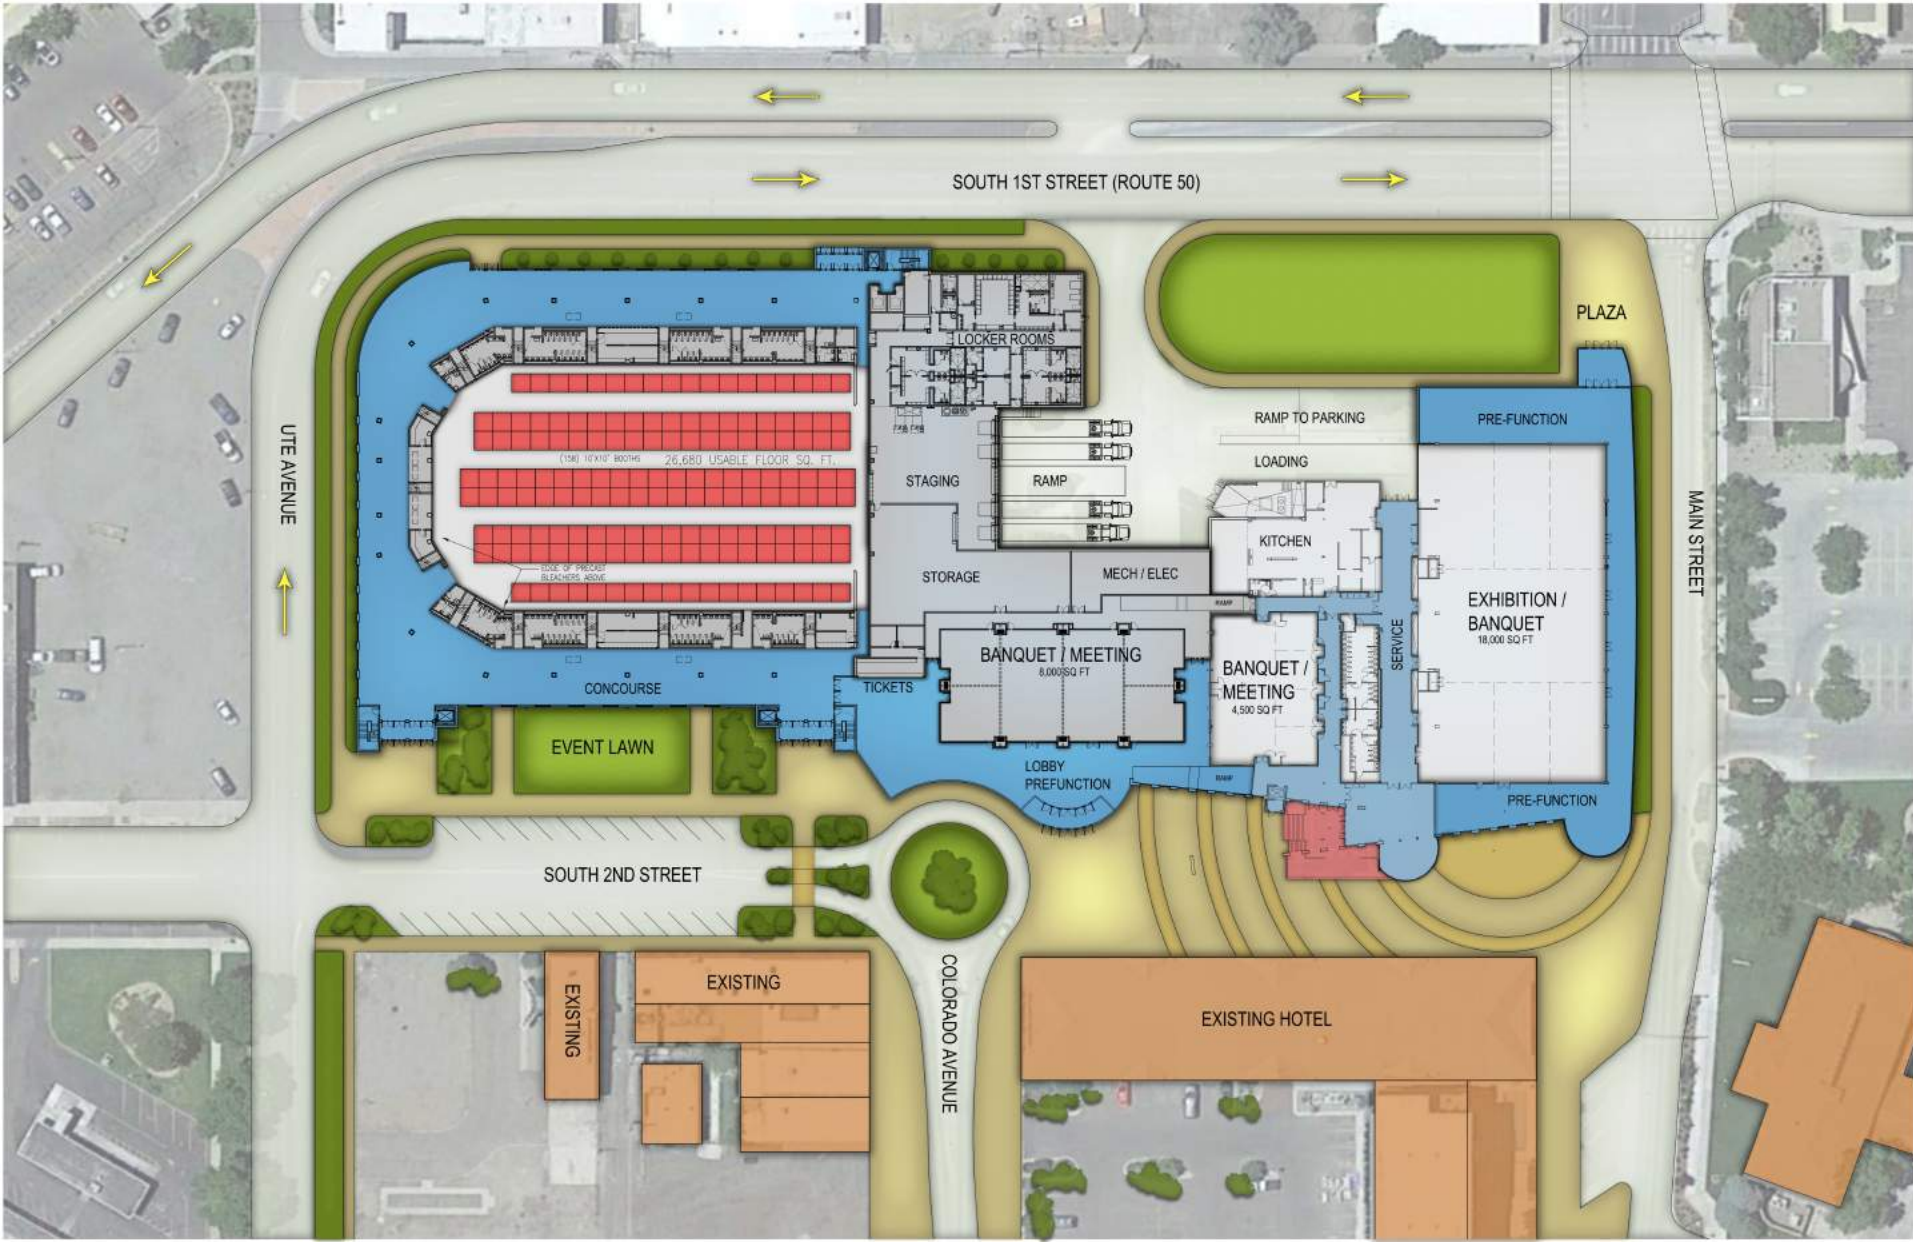 SOUTH 1ST STREET (ROUTE 50)
PLAZA
LOCKER ROOMS
RAMP TO PARKING
PRE-FUNCTION
(158) 10'X10' BOOTHS
26,680 USABLE FLOOR SQ. FT.
LOADING
STAGING
RAMP
UTE AVENUE
MAIN STREET
KITCHEN
EDGE OF PRECAST
BLEACHERS ABOVE
STORAGE
MECH / ELEC
RAMP
EXHIBITION /
BANQUET
18,000 SQ FT
SERVICE
BANQUET / MEETING
8,000 SQ FT
BANQUET /
MEETING
4,500 SQ FT
CONCOURSE
TICKETS
EVENT LAWN
LOBBY
PREFUNCTION
RAMP
PRE-FUNCTION
SOUTH 2ND STREET
COLORADO AVENUE
EXISTING
EXISTING
EXISTING HOTEL